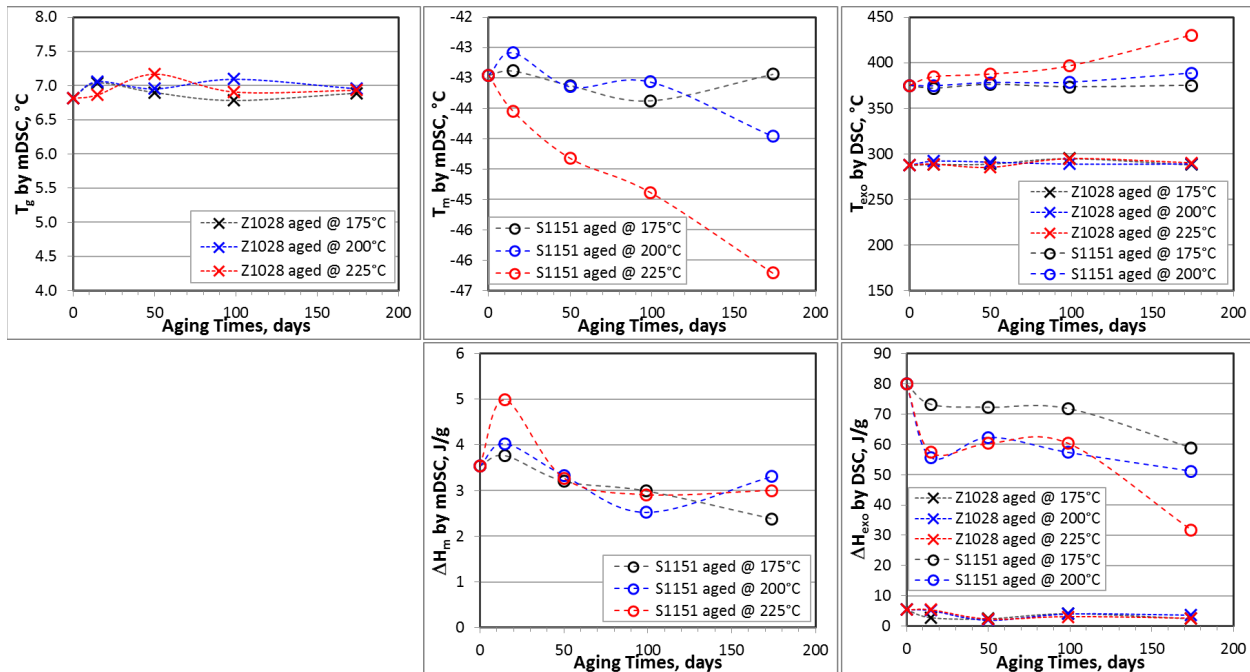 8.0
7.5
7.0
6.5
6.0
5.5
5.0
4.5
4.0
Tg by mDSC, °C
0
50
100
150
200
Aging Times, days
Z1028 aged @ 175°C
Z1028 aged @ 200°C
Z1028 aged @ 225°C
-42
-43
-43
-44
-44
-45
-45
-46
-46
-47
Tm by mDSC, °C
0
50
100
150
200
Aging Times, days
S1151 aged @ 175°C
S1151 aged @ 200°C
S1151 aged @ 225°C
450
400
350
300
250
200
150
Texo by DSC, °C
0
50
100
150
200
Aging Times, days
Z1028 aged @ 175°C
Z1028 aged @ 200°C
Z1028 aged @ 225°C
S1151 aged @ 175°C
S1151 aged @ 200°C
6
5
4
3
2
1
0
ΔHm by mDSC, J/g
0
50
100
150
200
Aging Times, days
S1151 aged @ 175°C
S1151 aged @ 200°C
S1151 aged @ 225°C
90
80
70
60
50
40
30
20
10
0
ΔHexo by DSC, J/g
0
50
100
150
200
Aging Times, days
Z1028 aged @ 175°C
Z1028 aged @ 200°C
Z1028 aged @ 225°C
S1151 aged @ 175°C
S1151 aged @ 200°C